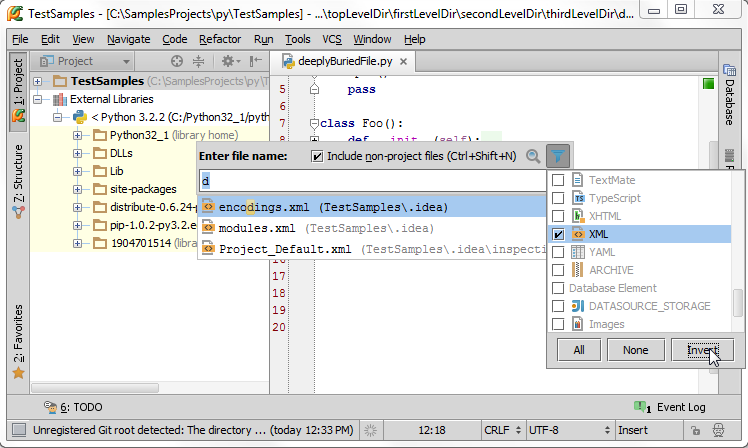 TestSamples - [C:\SamplesProjects\py\TestSamples] - ...\topLevelDir\firstLevelDir\secondLevelDir\thirdLevelDir\d...
File Edit View Navigate Code Refactor Run Tools VCS Window Help
1: Project
Z: Structure
2: Favorites
Project
TestSamples (C:\SamplesProjects\py\T
External Libraries
< Python 3.2.2 (C:/Python32_1/pyth
Python32_1 (library home)
DLLs
Lib
site-packages
distribute-0.6.24-
pip-1.0.2-py3.2.e
1904701514 (libra
deeplyBuriedFile.py
5 pass
6
7 class Foo():
8 def __init__(self):
16
17
18
19
20
Enter file name:
Include non-project files (Ctrl+Shift+N)
d
encodings.xml (TestSamples\.idea)
modules.xml (TestSamples\.idea)
Project_Default.xml (TestSamples\.idea\inspecti
TextMate
TypeScript
XHTML
XML
YAML
ARCHIVE
Database Element
DATASOURCE_STORAGE
Images
All None Invert
Database
6: TODO
1 Event Log
Unregistered Git root detected: The directory ... (today 12:33 PM)
12:18 CRLF UTF-8 Insert